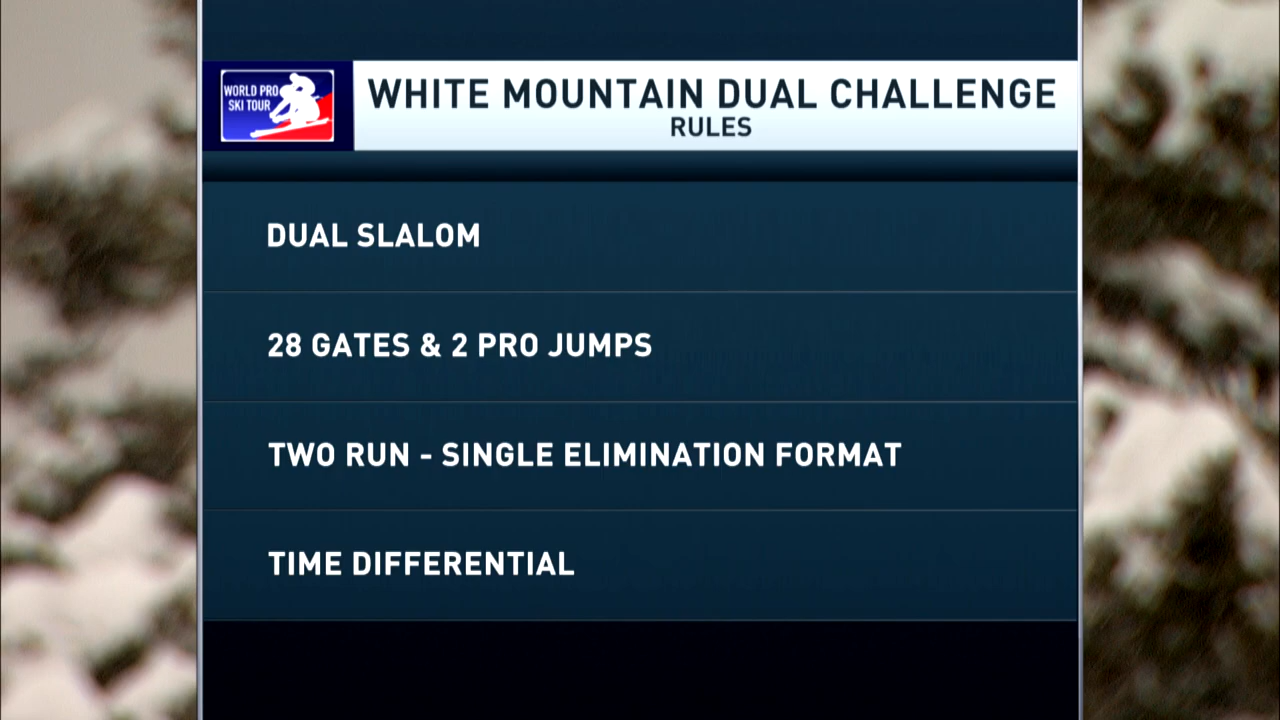 WORLD PRO
SKI TOUR
WHITE MOUNTAIN DUAL CHALLENGE
RULES
DUAL SLALOM
28 GATES & 2 PRO JUMPS
TWO RUN - SINGLE ELIMINATION FORMAT
TIME DIFFERENTIAL